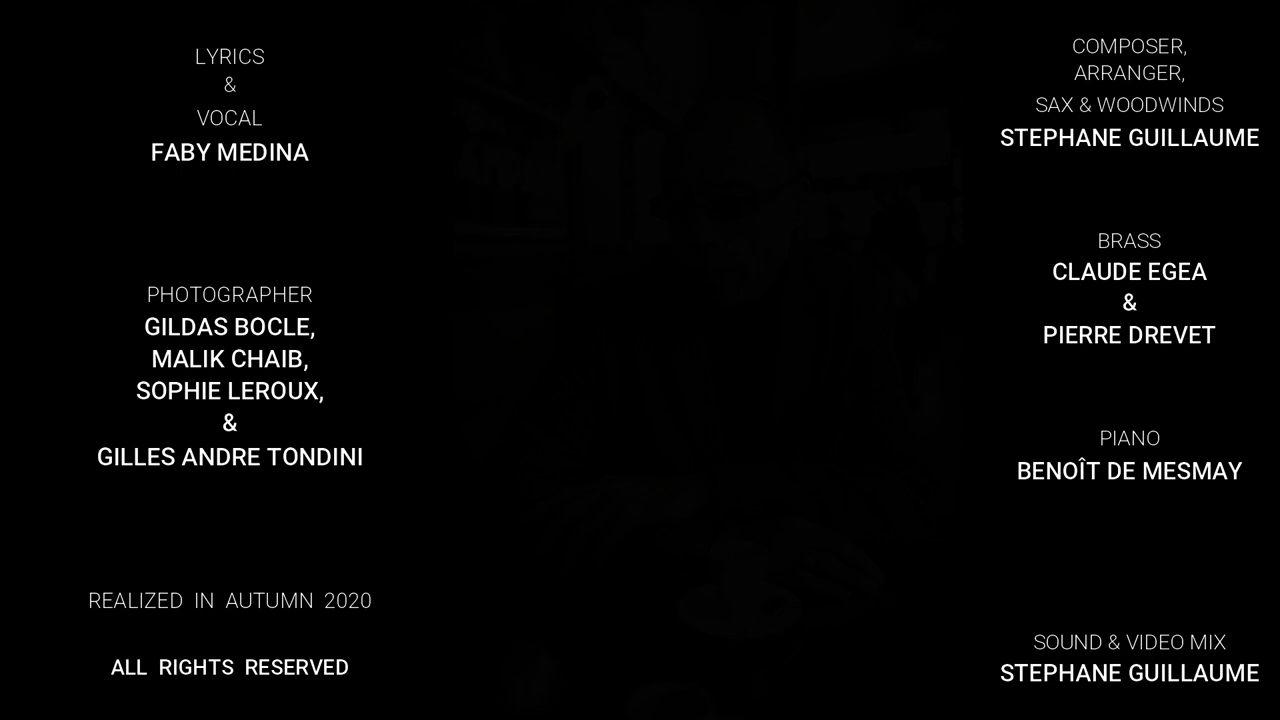 LYRICS
&
VOCAL
FABY MEDINA
PHOTOGRAPHER
GILDAS BOCLE,
MALIK CHAIB,
SOPHIE LEROUX,
&
GILLES ANDRE TONDINI
REALIZED IN AUTUMN 2020
ALL RIGHTS RESERVED
COMPOSER,
ARRANGER,
SAX & WOODWINDS
STEPHANE GUILLAUME
BRASS
CLAUDE EGEA
&
PIERRE DREVET
PIANO
BENOÎT DE MESMAY
SOUND & VIDEO MIX
STEPHANE GUILLAUME